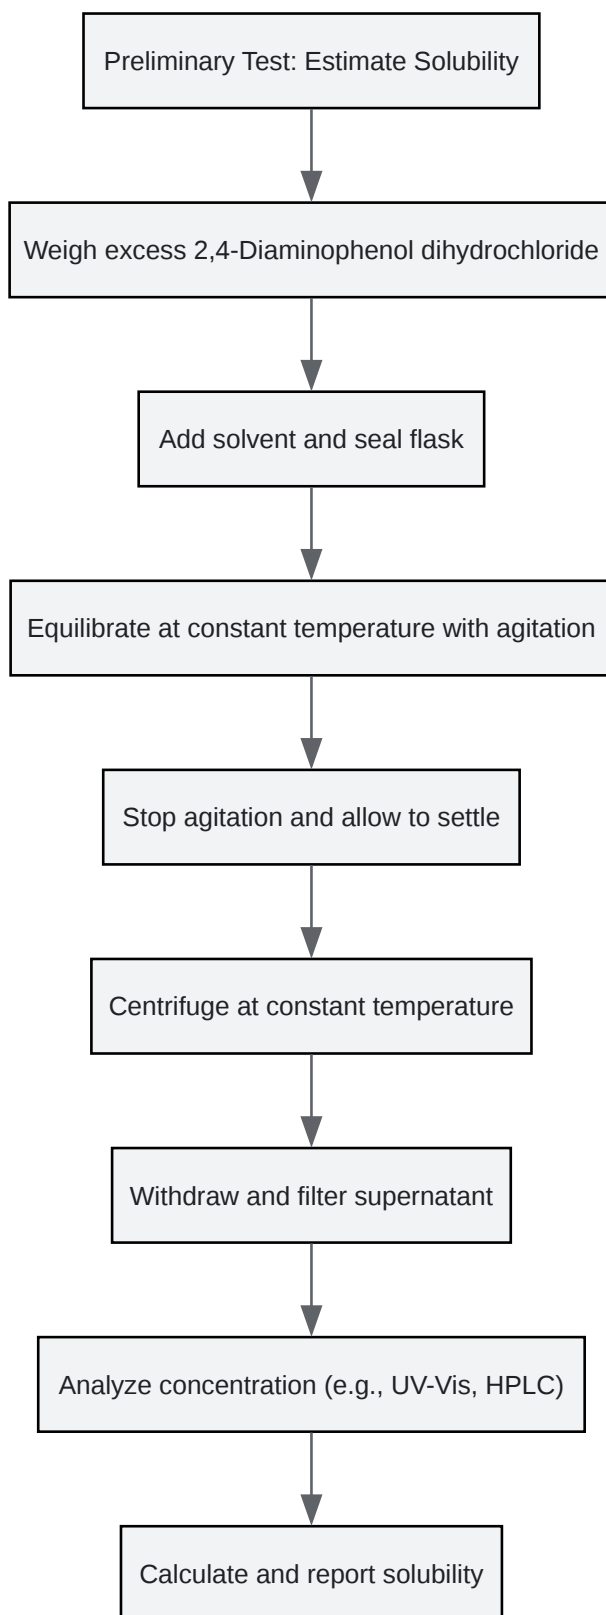 Preliminary Test: Estimate Solubility
Weigh excess 2,4-Diaminophenol dihydrochloride
Add solvent and seal flask
Equilibrate at constant temperature with agitation
Stop agitation and allow to settle
Centrifuge at constant temperature
Withdraw and filter supernatant
Analyze concentration (e.g., UV-Vis, HPLC)
Calculate and report solubility